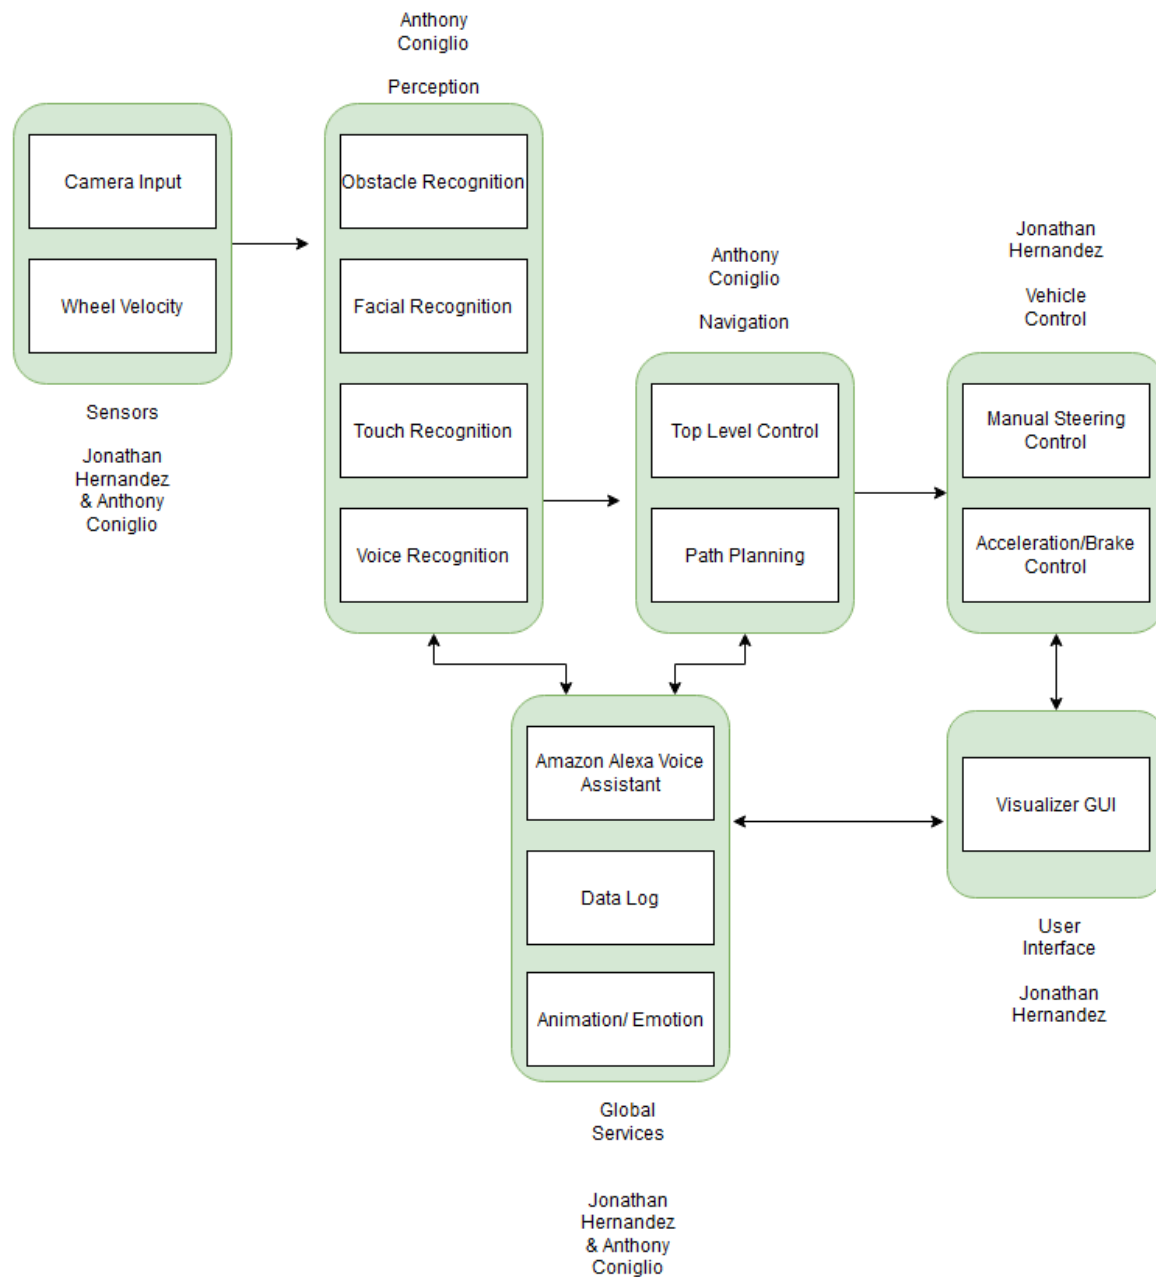 Anthony
Coniglio
Perception
Camera Input
Wheel Velocity
Sensors
Jonathan
Hernandez
& Anthony
Coniglio
Obstacle Recognition
Facial Recognition
Touch Recognition
Voice Recognition
Anthony
Coniglio
Navigation
Top Level Control
Path Planning
Jonathan
Hernandez
Vehicle
Control
Manual Steering
Control
Acceleration/Brake
Control
Amazon Alexa Voice
Assistant
Data Log
Animation/ Emotion
Global
Services
Jonathan
Hernandez
& Anthony
Coniglio
Visualizer GUI
User
Interface
Jonathan
Hernandez